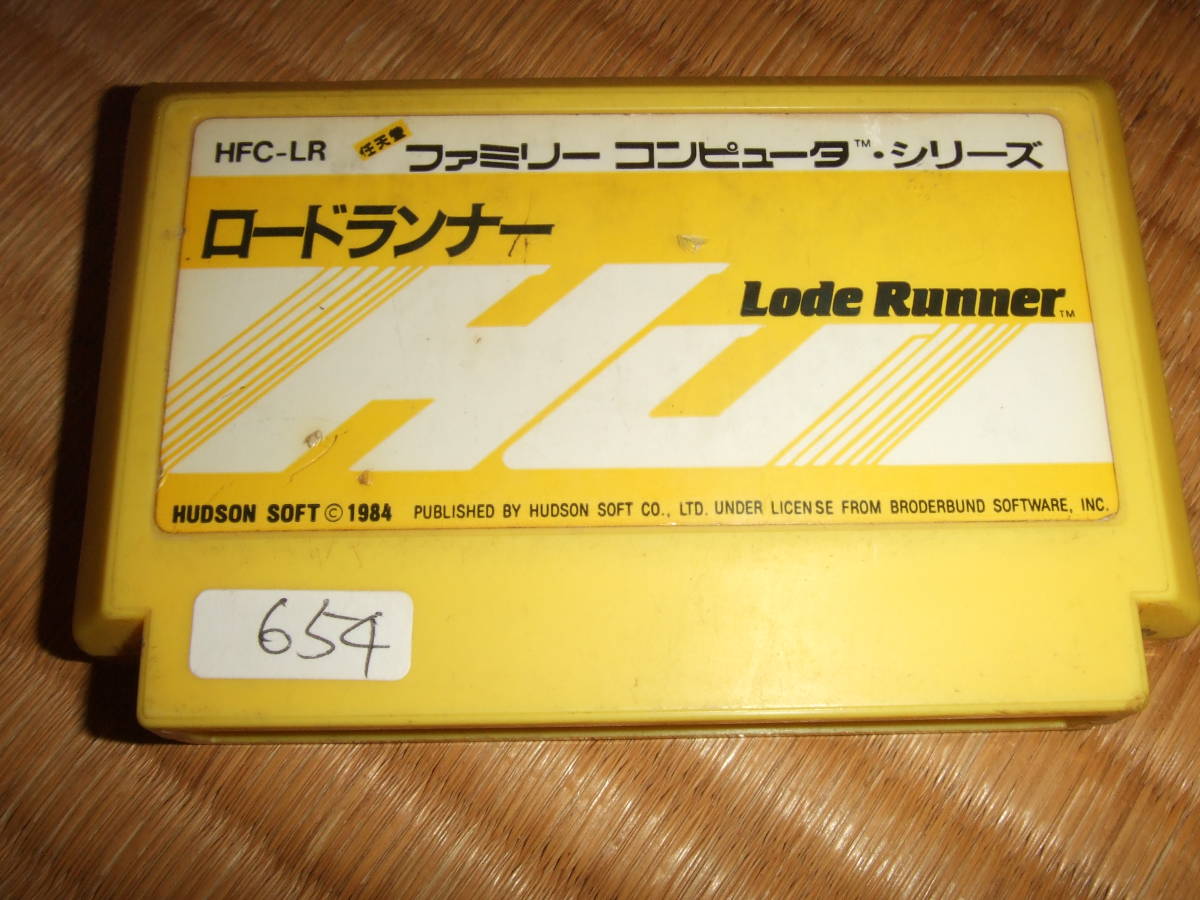 HFC-LR 任天堂 ファミリー コンピュータ™・シリーズ
ロードランナー
Lode Runner™
HUDSON SOFT © 1984 PUBLISHED BY HUDSON SOFT CO., LTD. UNDER LICENSE FROM BRODERBUND SOFTWARE, INC.
654